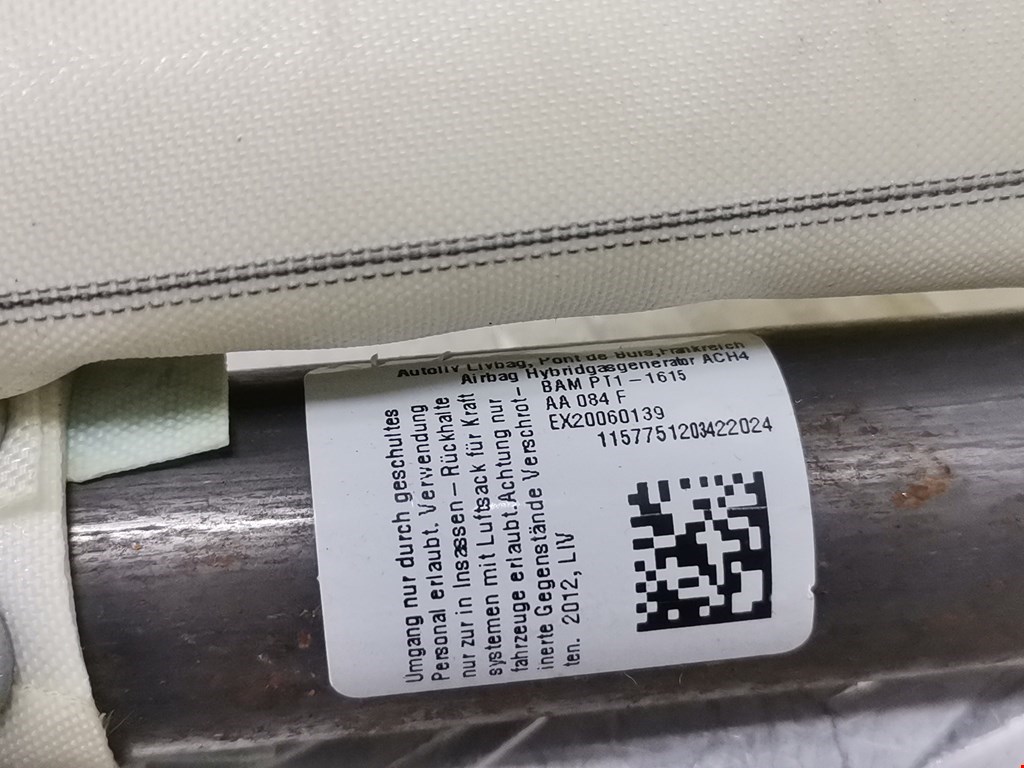 Autoliv Livbag, Pont de Buis, Frankreich
Airbag Hybridgasgenerator ACH4
BAM PT1-1615
AA 084 F
EX20060139
1157751203422024
Umgang nur durch geschultes
Personal erlaubt. Verwendung
nur zur in Insassen-Rückhalte
systemen mit Luftsack für Kraft
fahrzeuge erlaubt.Achtung nur
inerte Gegenstände Verschrot-
ten. 2012, LIV